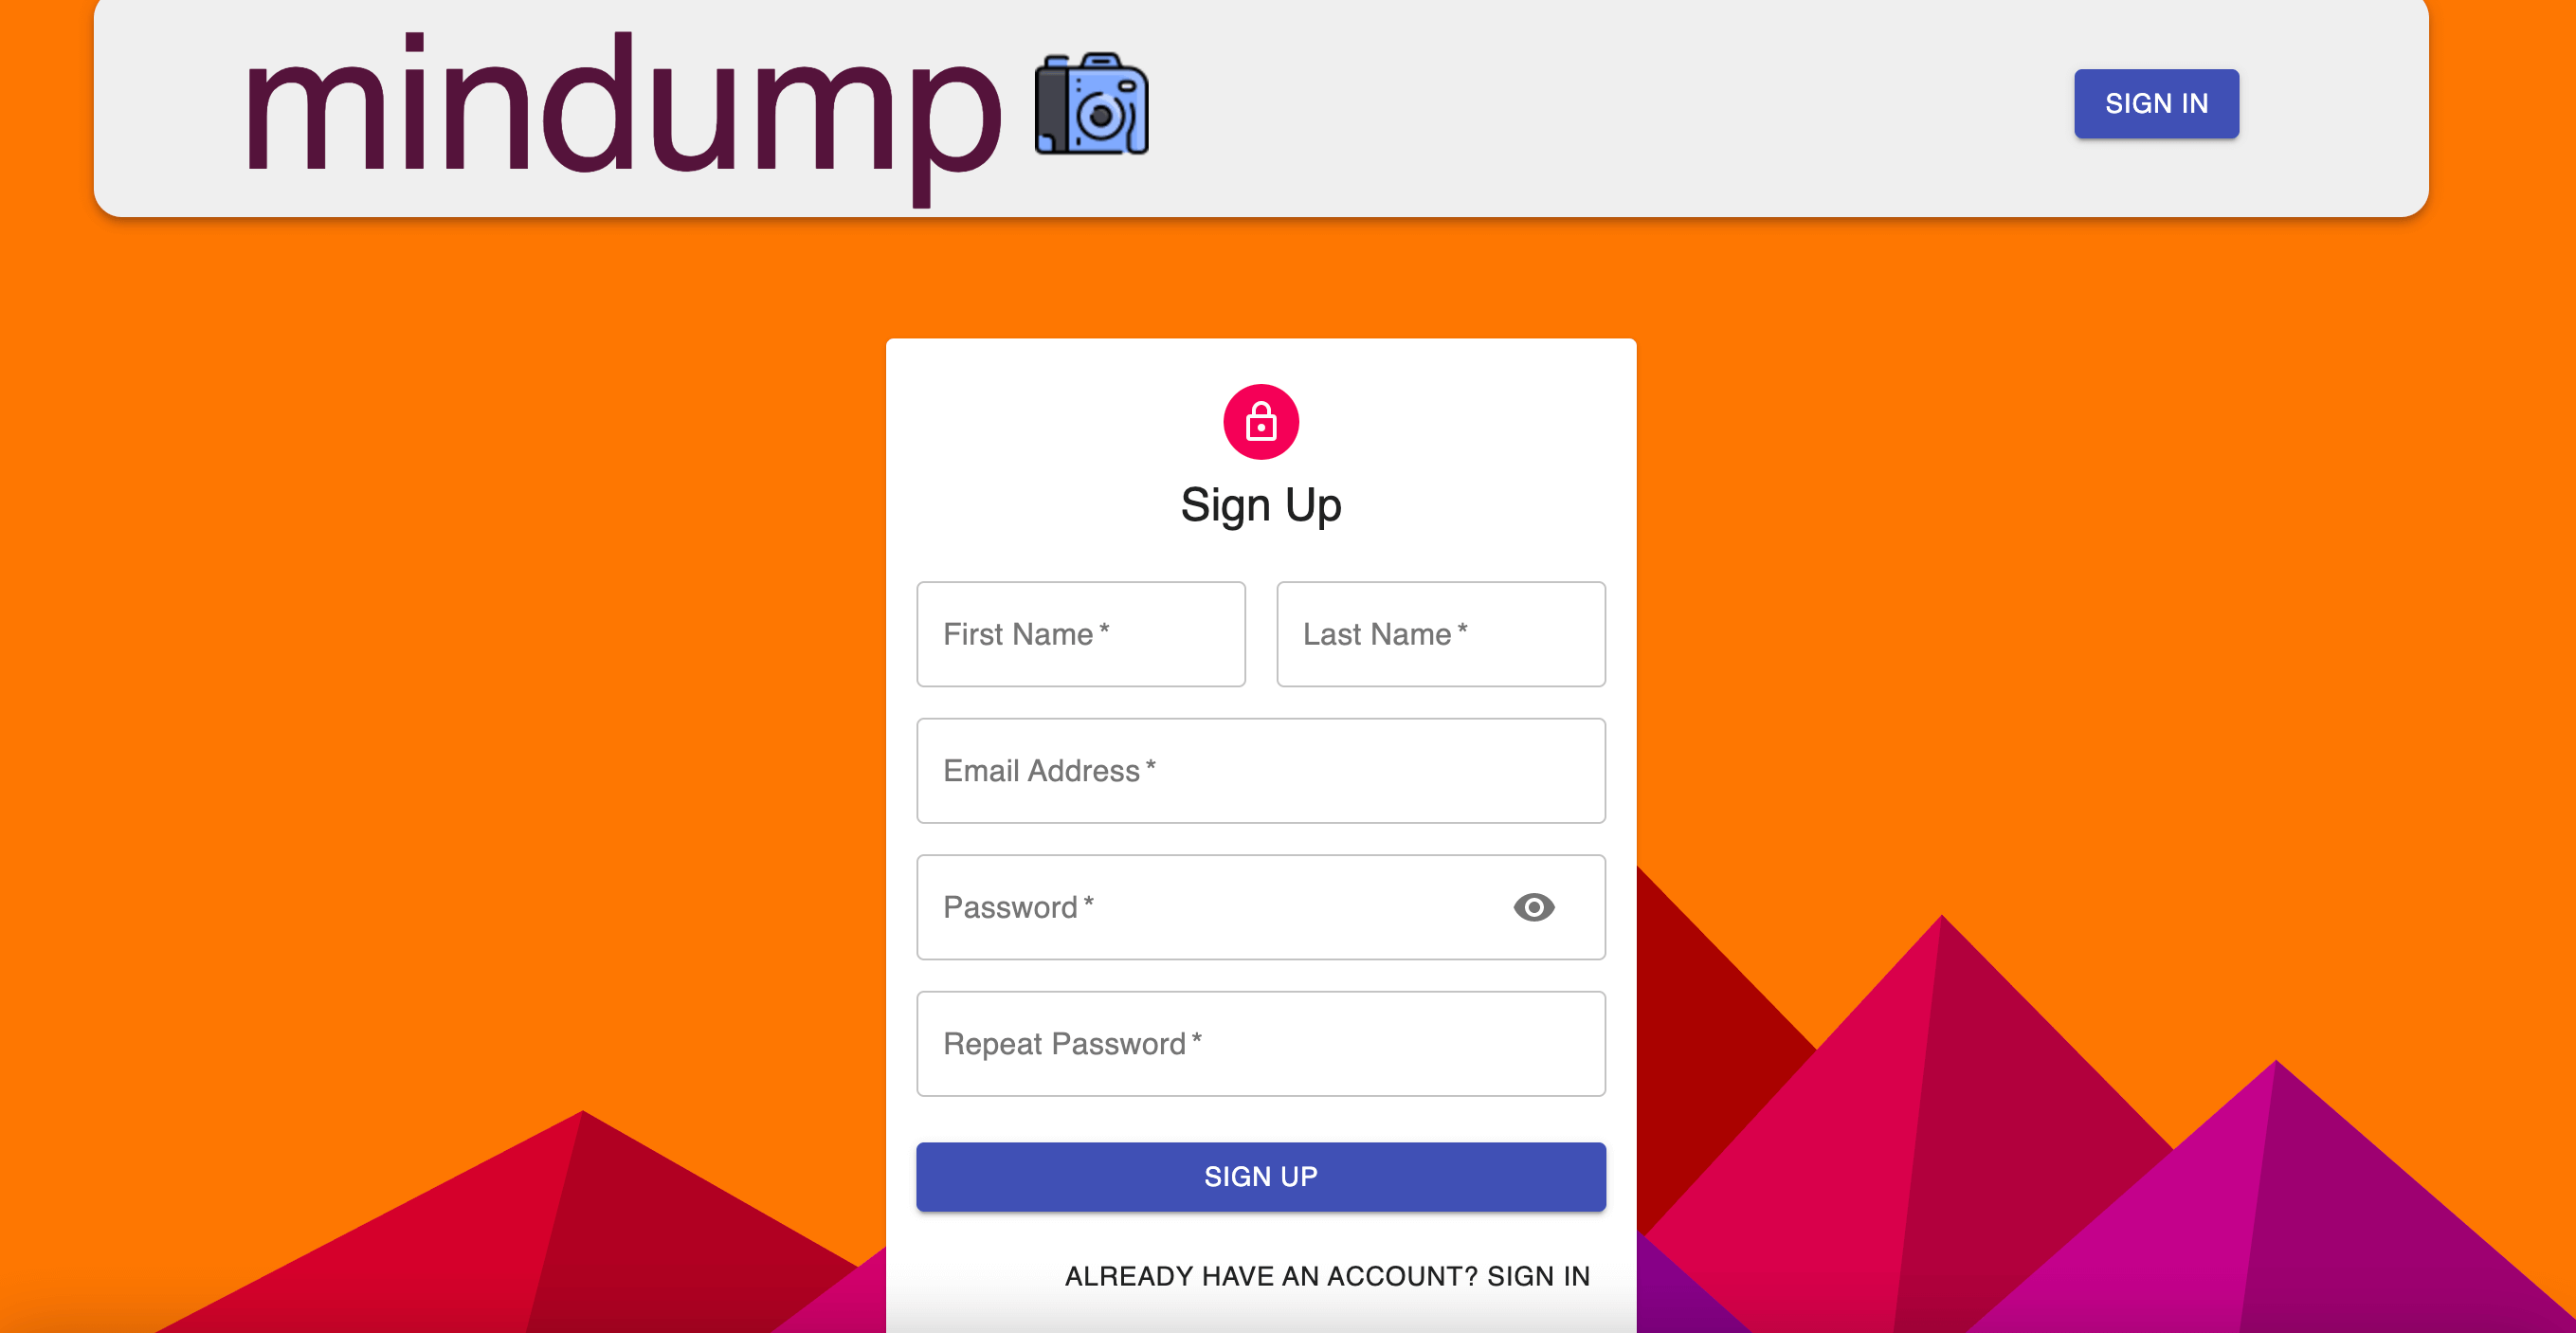 mindump
SIGN IN
Sign Up
First Name *
Last Name *
Email Address *
Password *
Repeat Password *
SIGN UP
ALREADY HAVE AN ACCOUNT? SIGN IN